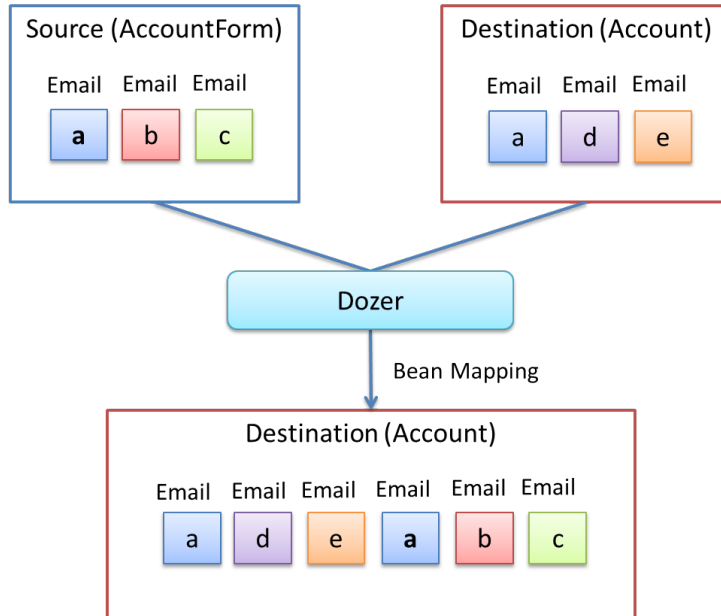 Source (AccountForm)
Email Email Email
a b c
Destination (Account)
Email Email Email
a d e
Dozer
Bean Mapping
Destination (Account)
Email Email Email Email Email Email
a d e a b c